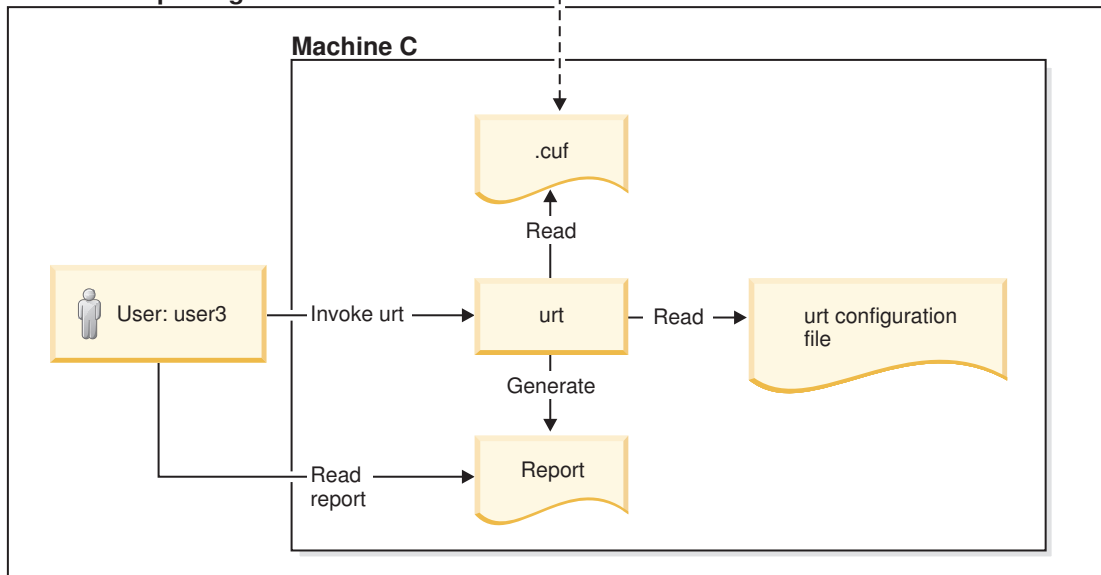 Machine C
.cuf
Read
User: user3
Invoke urt
urt
Read
urt configuration
file
Generate
Read
report
Report